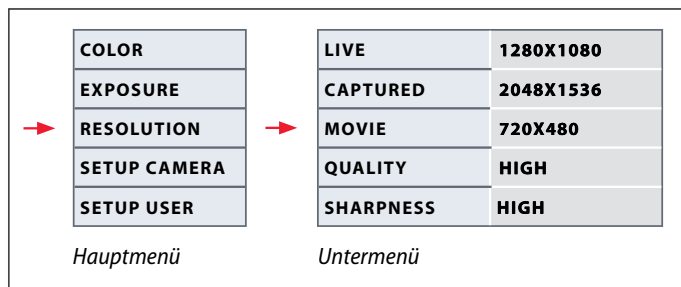 COLOR
EXPOSURE
RESOLUTION
SETUP CAMERA
SETUP USER
Hauptmenü
LIVE 1280X1080
CAPTURED 2048X1536
MOVIE 720X480
QUALITY HIGH
SHARPNESS HIGH
Untermenü